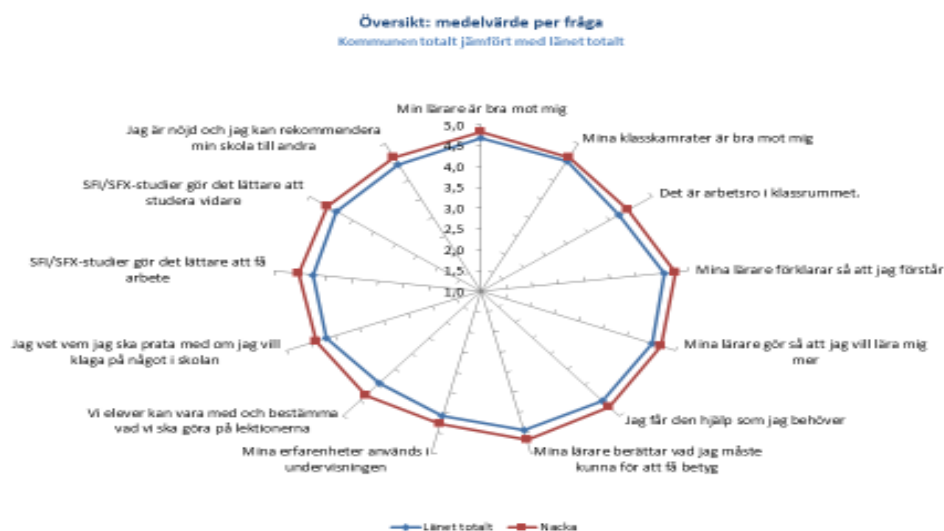 Översikt: medelvärde per fråga
Kommunen totalt jämfört med länet totalt
Min lärare är bra mot mig
Mina klasskamrater är bra mot mig
Det är arbetsro i klassrummet.
Mina lärare förklarar så att jag förstår
Mina lärare gör så att jag vill lära mig
mer
Jag får den hjälp som jag behöver
Mina lärare berättar vad jag måste
kunna för att få betyg
Mina erfarenheter används i
undervisningen
Vi elever kan vara med och bestämma
vad vi ska göra på lektionerna
Jag vet vem jag ska prata med om jag vill
klaga på något i skolan
SFI/SFX-studier gör det lättare att få
arbete
SFI/SFX-studier gör det lättare att
studera vidare
Jag är nöjd och jag kan rekommendera
min skola till andra
5,0
4,5
4,0
3,5
3,0
2,5
2,0
1,5
1,0
Länet totalt
Nacka